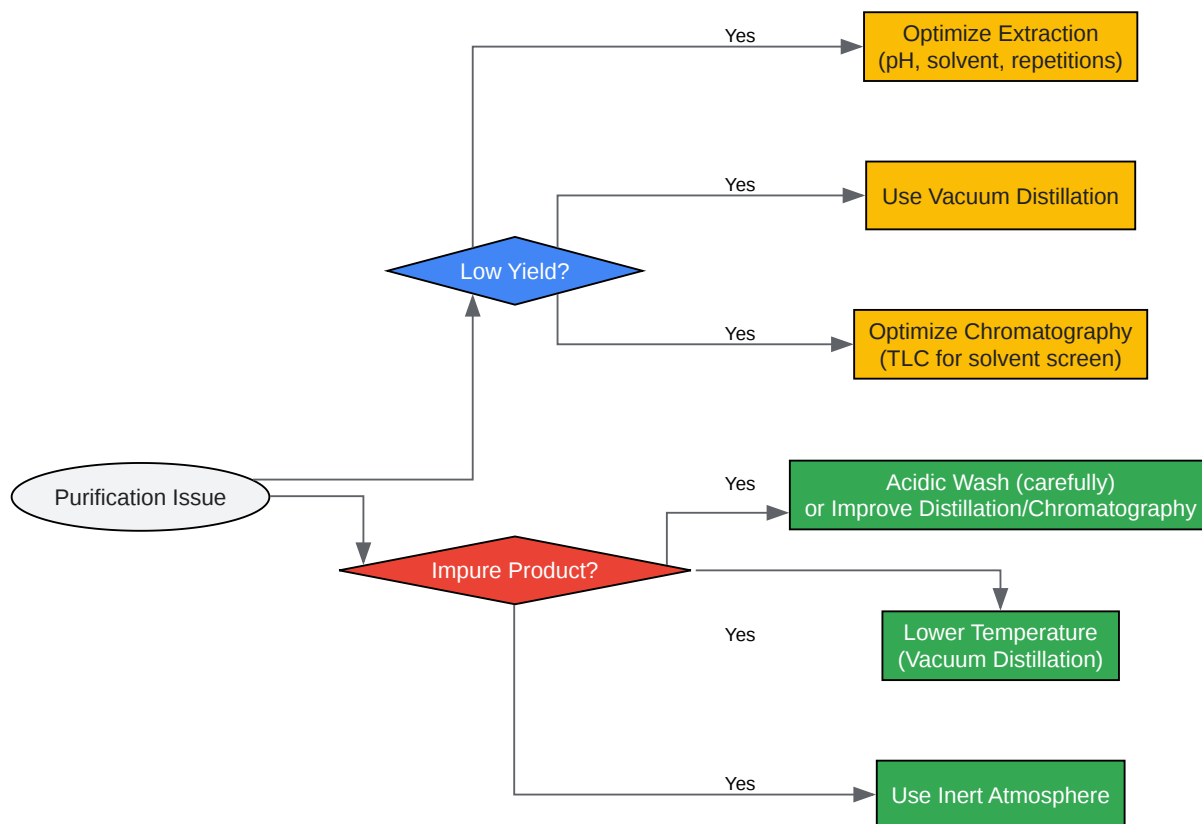 Yes
Optimize Extraction
(pH, solvent, repetitions)
Yes
Use Vacuum Distillation
Low Yield?
Yes
Optimize Chromatography
(TLC for solvent screen)
Purification Issue
Yes
Acidic Wash (carefully)
or Improve Distillation/Chromatography
Impure Product?
Yes
Lower Temperature
(Vacuum Distillation)
Yes
Use Inert Atmosphere